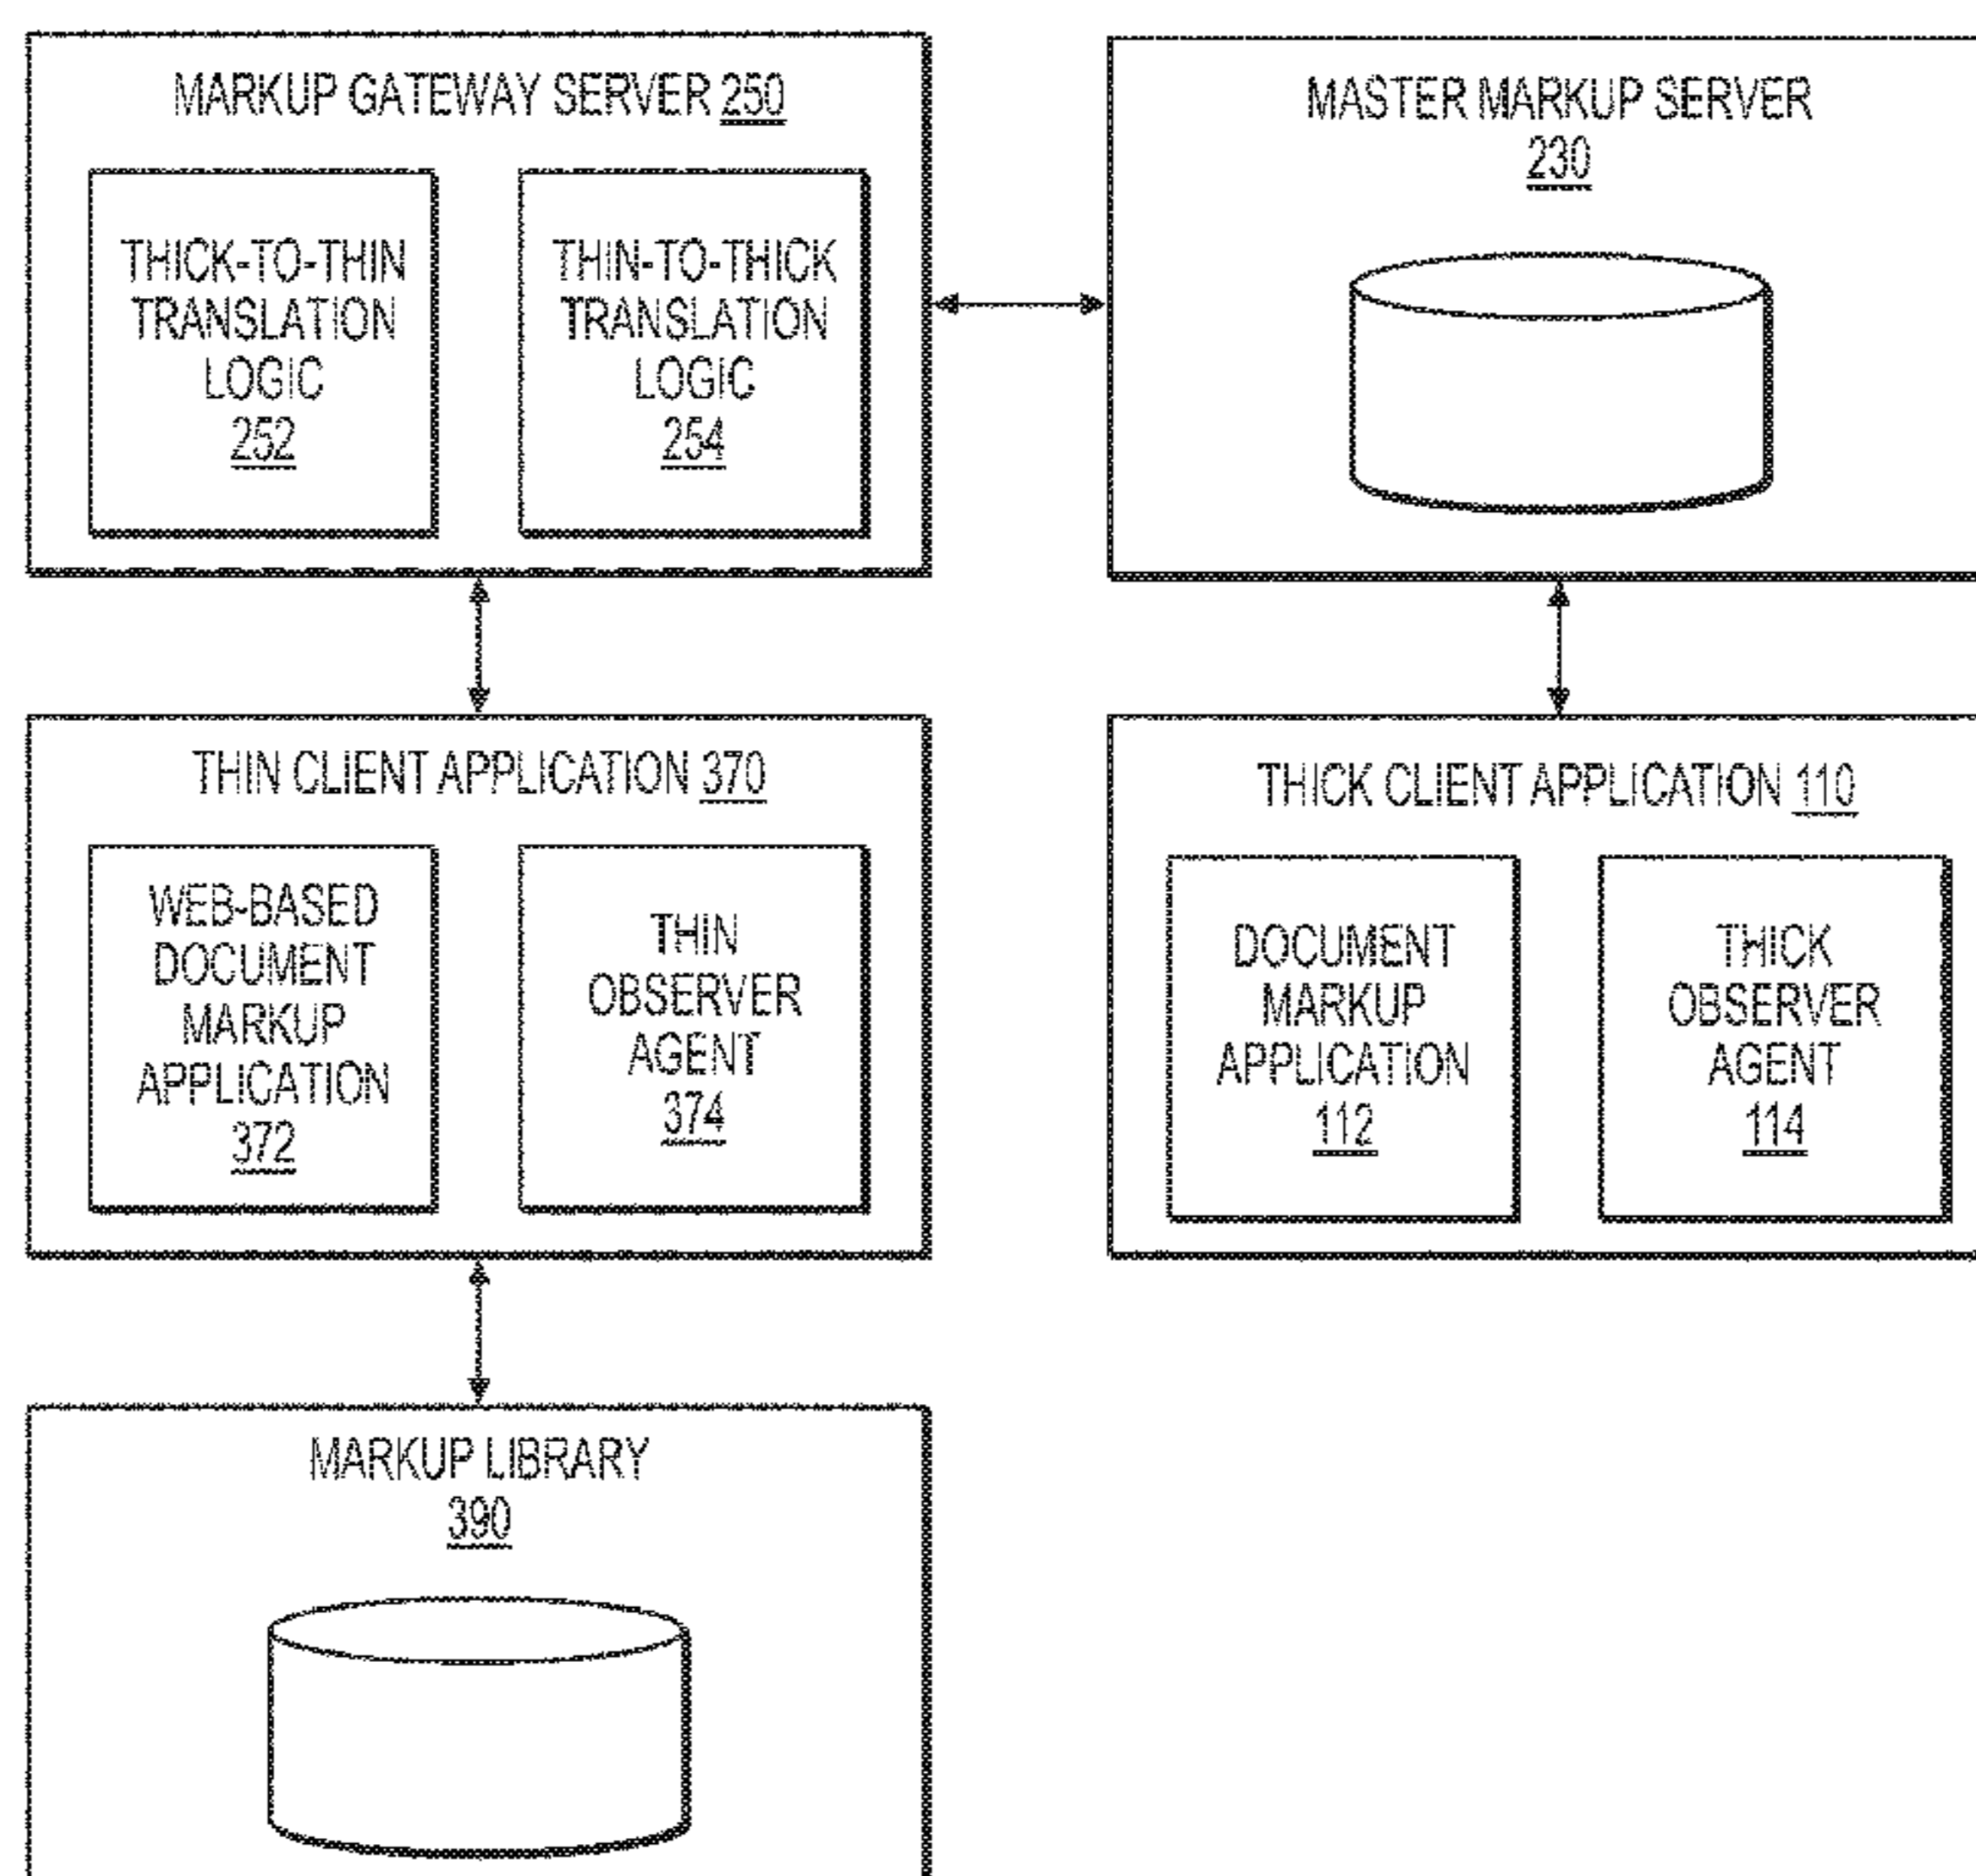 MARKUP GATEWAY SERVER 250
THICK-TO-THIN
TRANSLATION
LOGIC
252
THIN-TO-THICK
TRANSLATION
LOGIC
254
MASTER MARKUP SERVER
230
THIN CLIENT APPLICATION 370
WEB-BASED
DOCUMENT
MARKUP
APPLICATION
372
THIN
OBSERVER
AGENT
374
THICK CLIENT APPLICATION 110
DOCUMENT
MARKUP
APPLICATION
112
THICK
OBSERVER
AGENT
114
MARKUP LIBRARY
390